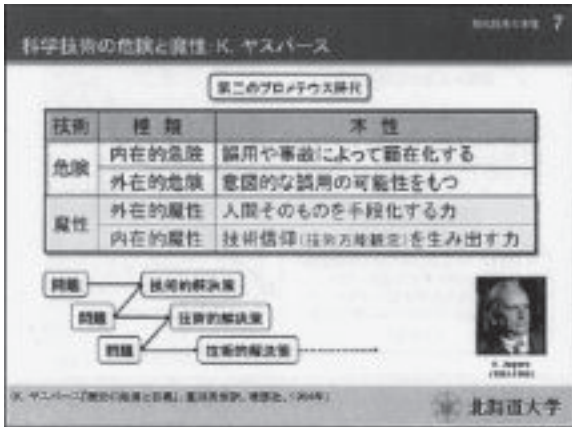 7
科学技術の危険と魔性 K. ヤスパース
第二のプロメテウス時代
技術 種類 本性
危険 内在的危険 誤用や事故によって顕在化する
外在的危険 意図的な誤用の可能性をもつ
魔性 外在的魔性 人間そのものを手段化する力
内在的魔性 技術信仰(技術万能観念)を生み出す力
問題 技術的解決策
問題 技術的解決策
問題 技術的解決策
K. Jaspers
K. ヤスパース
北海道大学